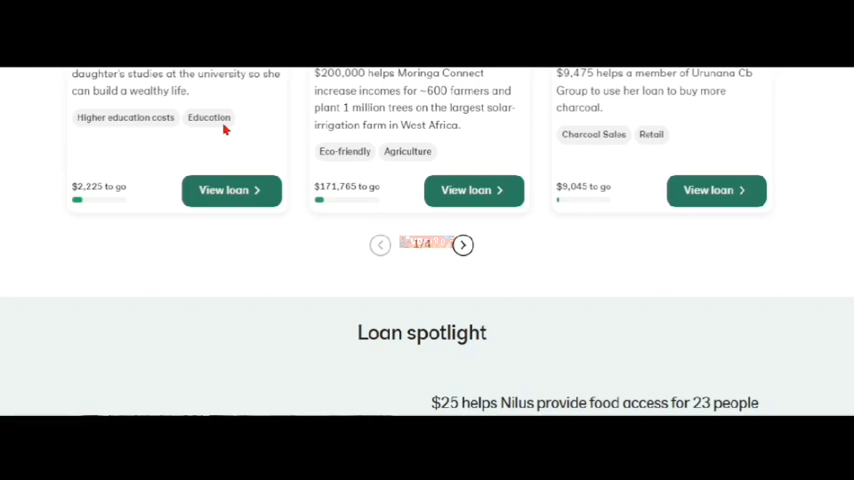 daughter's studies at the university so she
can build a wealthy life.
Higher education costs
Education
$2,225 to go
View loan
$200,000 helps Moringa Connect
increase incomes for ~600 farmers and
plant 1 million trees on the largest solar-
irrigation farm in West Africa.
Eco-friendly
Agriculture
$171,765 to go
View loan
$9,475 helps a member of Urunana Cb
Group to use her loan to buy more
charcoal.
Charcoal Sales
Retail
$9,045 to go
View loan
1/4
Loan spotlight
$25 helps Nilus provide food access for 23 people